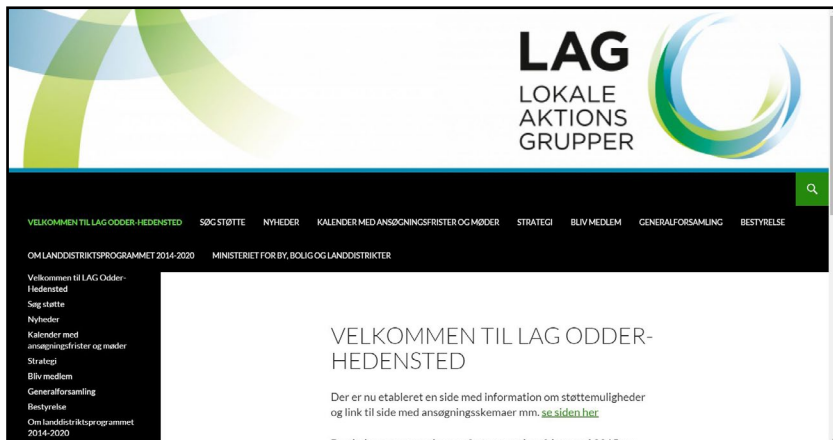 LAG
LOKALE
AKTIONS
GRUPPER
VELKOMMEN TIL LAG ODDER-HEDENSTED SØG STØTTE NYHEDER KALENDER MED ANSØGNINGSFRISTER OG MØDER STRATEGI BLIV MEDLEM GENERALFORSAMLING BESTYRELSE
OM LANDDISTRIKTSPROGRAMMET 2014-2020 MINISTERIET FOR BY, BOLIG OG LANDDISTRIKTER
Velkommen til LAG Odder-
Hedensted
Søg støtte
Nyheder
Kalender med
ansøgningsfrister og møder
Strategi
Bliv medlem
Generalforsamling
Bestyrelse
Om landdistriktsprogrammet
2014-2020
VELKOMMEN TIL LAG ODDER-
HEDENSTED
Der er nu etableret en side med information om støttemuligheder
og link til side med ansøgningsskemaer mm. se siden her